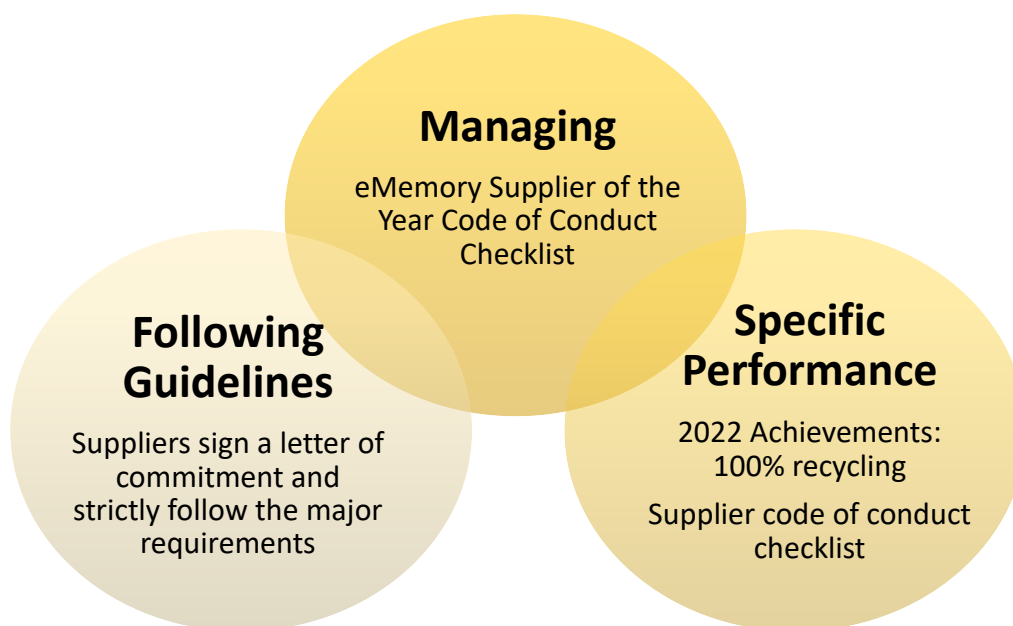 Managing
eMemory Supplier of the
Year Code of Conduct
Checklist
Following
Guidelines
Suppliers sign a letter of
commitment and
strictly follow the major
requirements
Specific
Performance
2022 Achievements:
100% recycling
Supplier code of conduct
checklist